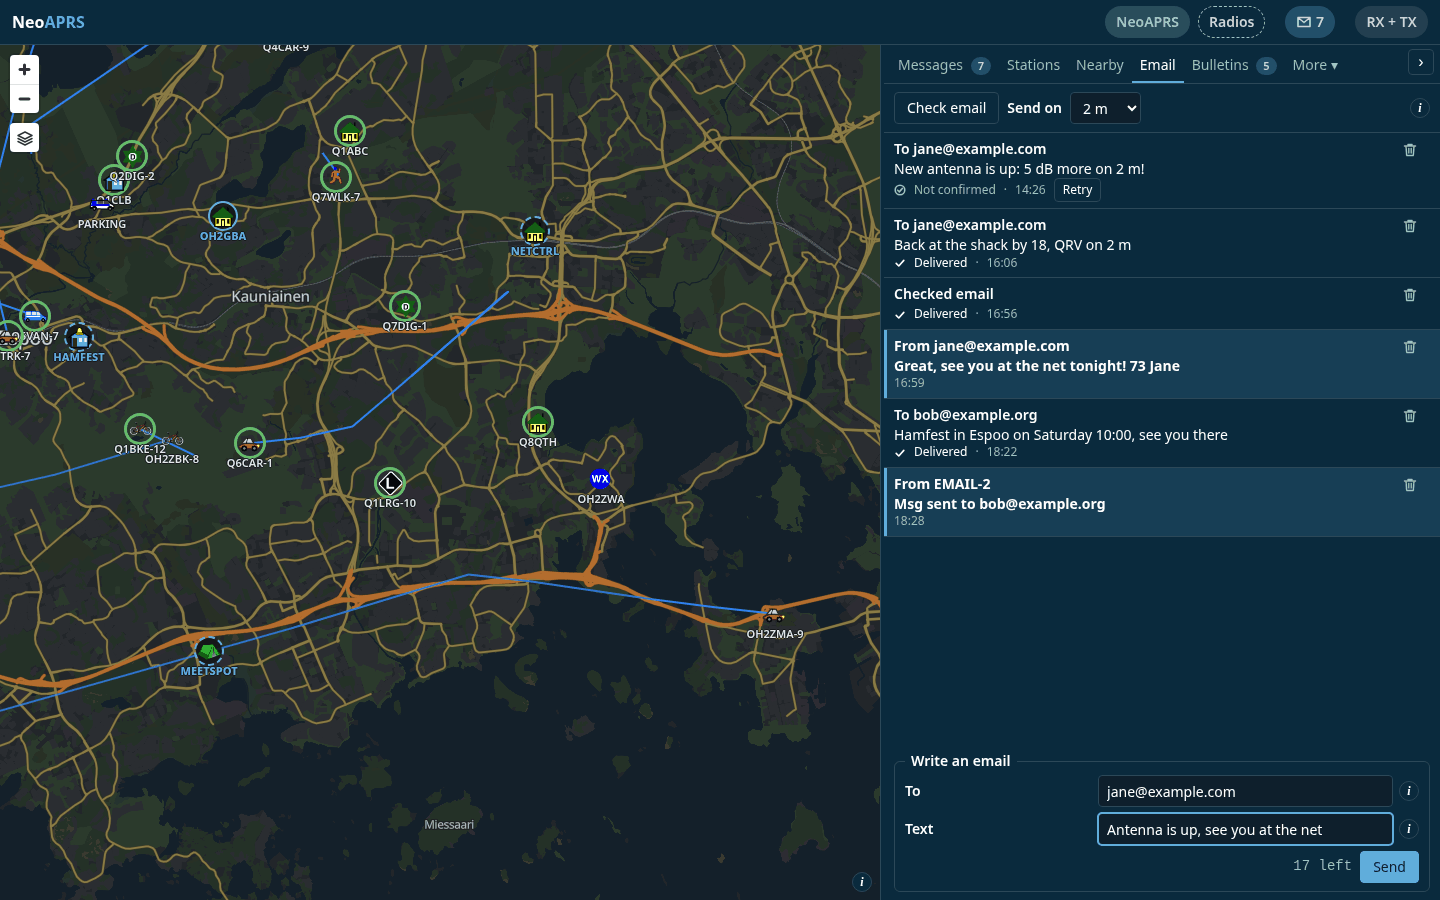 NeoAPRS
NeoAPRS
Radios
7
RX + TX
Messages 7
Stations
Nearby
Email
Bulletins 5
More ▾
Check email
Send on
2 m
To jane@example.com
New antenna is up: 5 dB more on 2 m!
Not confirmed · 14:26
Retry
To jane@example.com
Back at the shack by 18, QRV on 2 m
Delivered · 16:06
Checked email
Delivered · 16:56
From jane@example.com
Great, see you at the net tonight! 73 Jane
16:59
To bob@example.org
Hamfest in Espoo on Saturday 10:00, see you there
Delivered · 18:22
From EMAIL-2
Msg sent to bob@example.org
18:28
Write an email
To
jane@example.com
Text
Antenna is up, see you at the net
17 left
Send
Q4CAR-9
Q1ABC
Q2DIG-2
Q7WLK-7
Q1CLB
PARKING
OH2GBA
NETCTRL
Kauniainen
Q7DIG-1
TRK-7
HAMFEST
Q1BKE-12
OH2ZBK-8
Q6CAR-1
Q8QTH
L
Q1LRG-10
WX
OH2ZWA
OH2ZMA-9
MEETSPOT
Miessaari